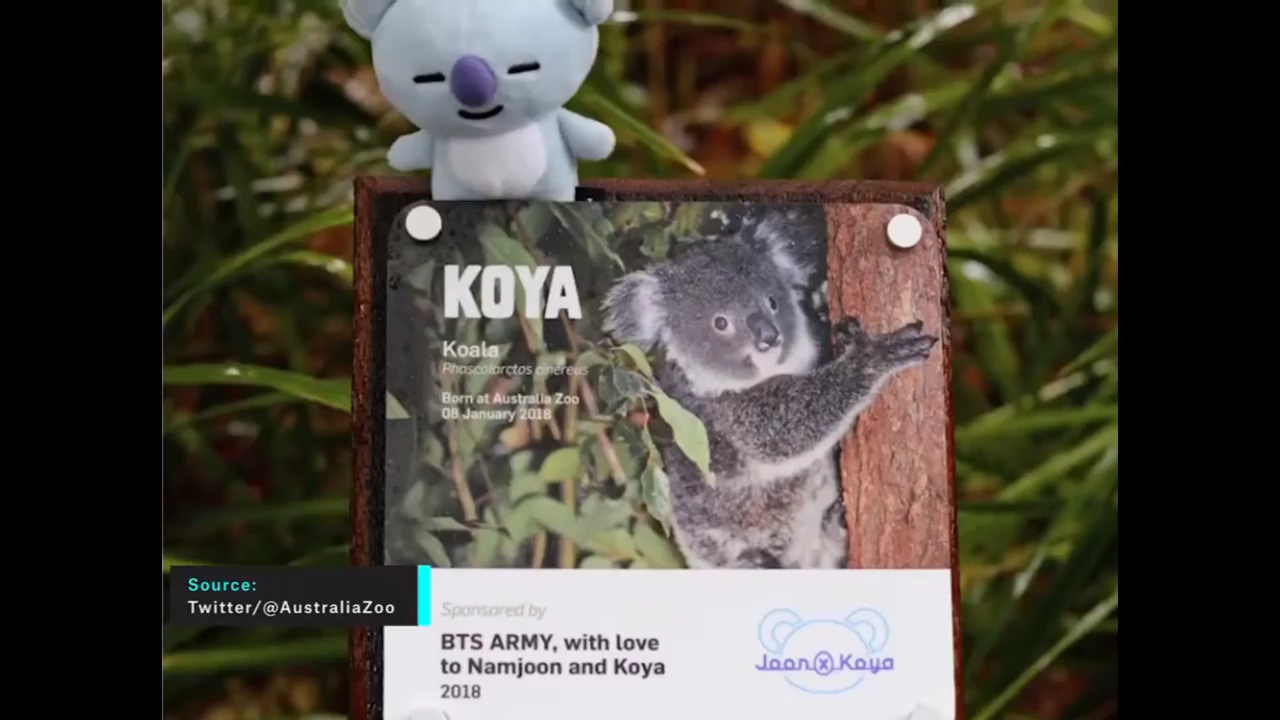 KOYA
Koala
Phascolarctos cinereus
Born at Australia Zoo
08 January 2018
Source:
Twitter/@AustraliaZoo
Sponsored by
BTS ARMY, with love
to Namjoon and Koya
2018
Joon x Koya